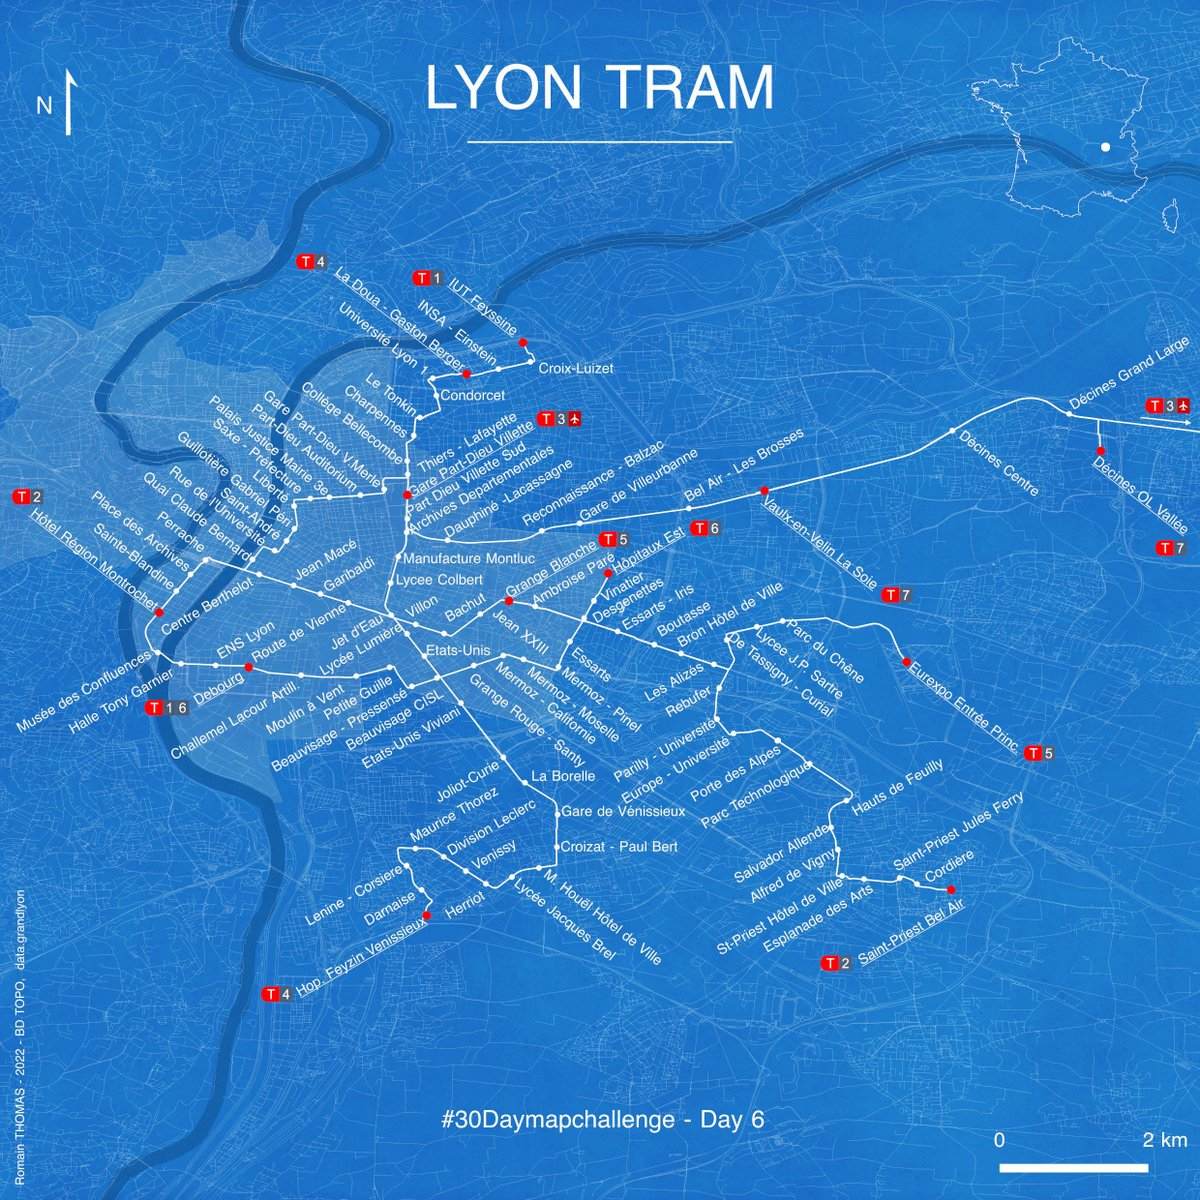 LYON TRAM
N
T 4
La Doua - Gaston Berger
T 1
IUT Feyssine
INSA - Einstein
Université Lyon 1
Croix-Luizet
Condorcet
Le Tonkin
Charpennes
Collège Bellecombe
Thiers - Lafayette
Gare Part-Dieu Villette
T 3
Part Dieu Villette Sud
Archives Departementales
Dauphiné -Lacassagne
Gare Part-Dieu V.Merle
Part-Dieu Auditorium
Palais Justice Mairie 3e
Saxe - Préfecture
Liberté
Guillotière Gabriel Péri
Saint-André
Rue de l'Université
Quai Claude Bernard
Reconnaissance - Balzac
Gare de Villeurbanne
Bel Air - Les Brosses
Vaulx-en-Velin La Soie
T 7
Décines Centre
Décines Grand Large
T 3
Décines OL Vallée
T 7
T 2
Hôtel Région Montrochet
Place des Archives
Perrache
Sainte-Blandine
Centre Berthelot
Jean Macé
Garibaldi
Route de Vienne
Jet d'Eau
Villon
Bachut
Manufacture Montluc
Lycee Colbert
Lycée Lumière
Etats-Unis
Grange Blanche
T 5
Ambroise Paré
Hôpitaux Est
T 6
Vinatier
Desgenettes
Essarts - Iris
Boutasse
Bron Hôtel de Ville
Jean XXIII
Essarts
Les Alizés
Rebufer
De Tassigny - Curial
Lycee J.P Sartre
Parc du Chêne
Eurexpo Entrée Princ.
T 5
Musée des Confluences
Halle Tony Garnier
T 1 6
ENS Lyon
Debourg
Challemel Lacour Artill.
Moulin à Vent
Petite Guille
Beauvisage - Pressensé
Beauvisage CISL
Etats-Unis Viviani
Grange Rouge - Santy
Mermoz - Californie
Mermoz - Moselle
Mermoz - Pinel
Parilly - Université
Europe - Université
Porte des Alpes
Parc Technologique
Hauts de Feuilly
Salvador Allende
Alfred de Vigny
St-Priest Hôtel de Ville
Esplanade des Arts
Saint-Priest Jules Ferry
Cordière
Saint-Priest Bel Air
T 2
Joliot-Curie
La Borelle
Maurice Thorez
Gare de Vénissieux
Division Leclerc
Croizat - Paul Bert
Venissy
M. Houël Hôtel de Ville
Lycée Jacques Brel
Herriot
Lenine - Corsiere
Darnaise
Hop. Feyzin Venissieux
T 4
Romain THOMAS - 2022 - BD TOPO, data.grandlyon
#30Daymapchallenge - Day 6
0 2 km